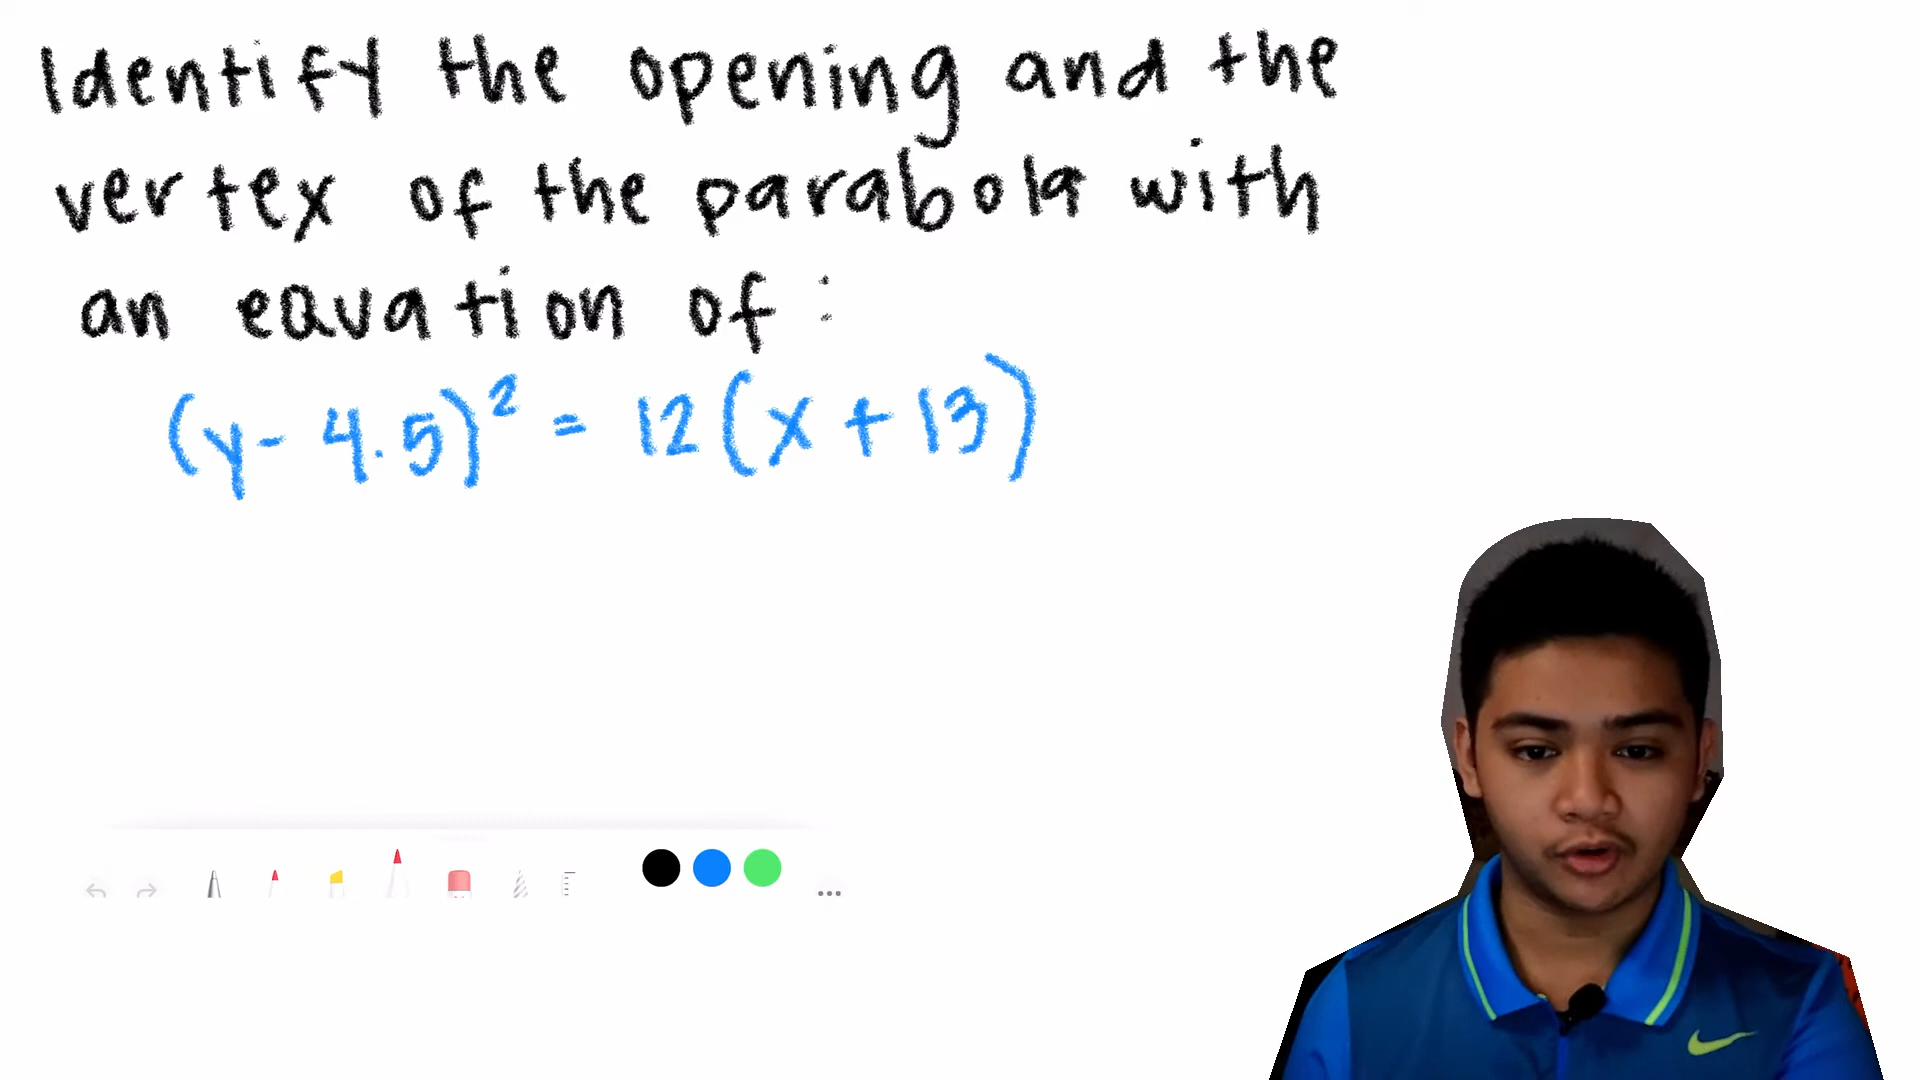 Identify the opening and the
vertex of the parabola with
an equation of :
(y - 4.5)² = 12(x + 13)